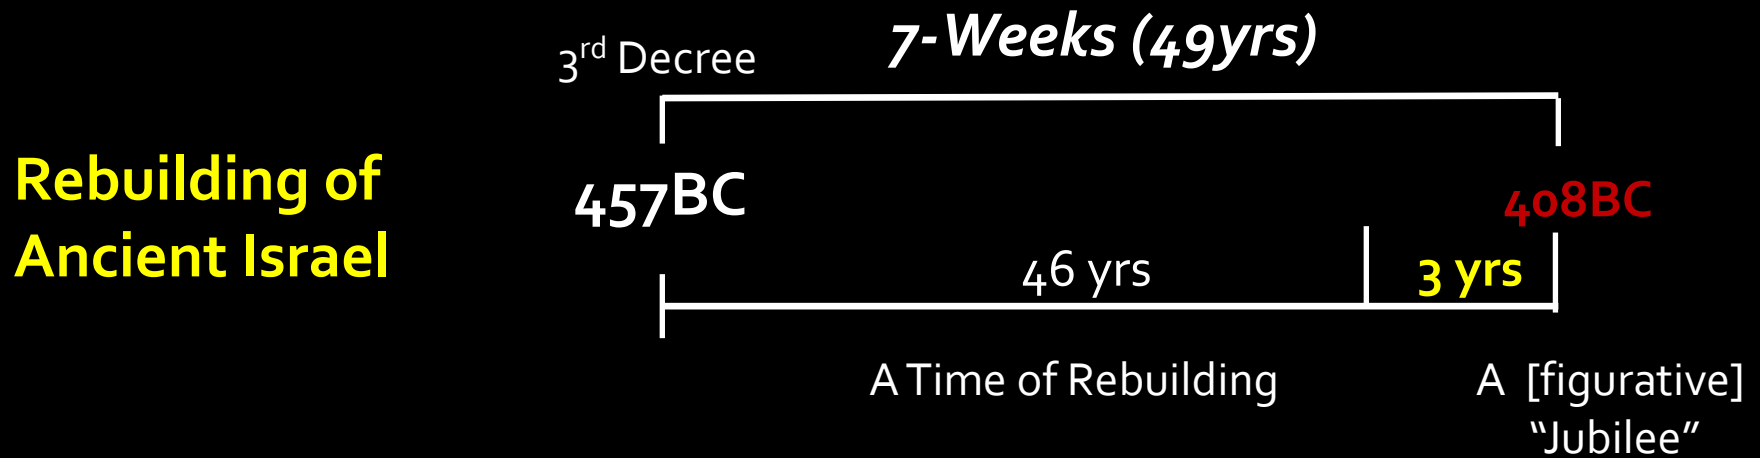 7-Weeks (49yrs)
3rd Decree
Rebuilding of
Ancient Israel
457BC
408BC
46 yrs
3 yrs
A Time of Rebuilding
A [figurative]
“Jubilee”